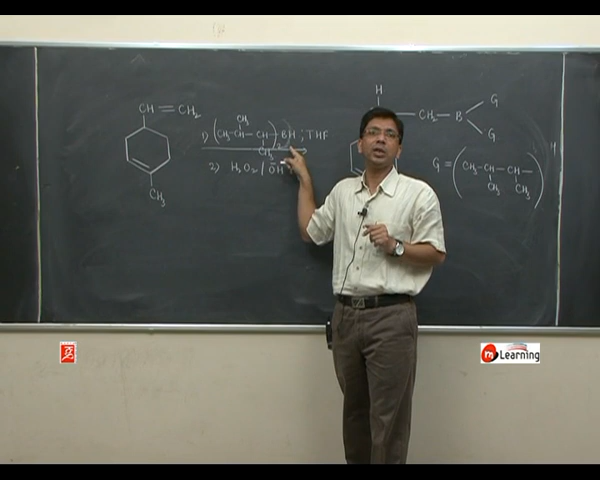 CH=CH₂
CH₃
1) (CH₃-CH-CH-)₂BH ; THF
CH₃
2) H₂O₂ / ŌH
CH₃
H
CH₂-B
G
G
G = (CH₃-CH-CH-)
CH₃ CH₃
m Learning